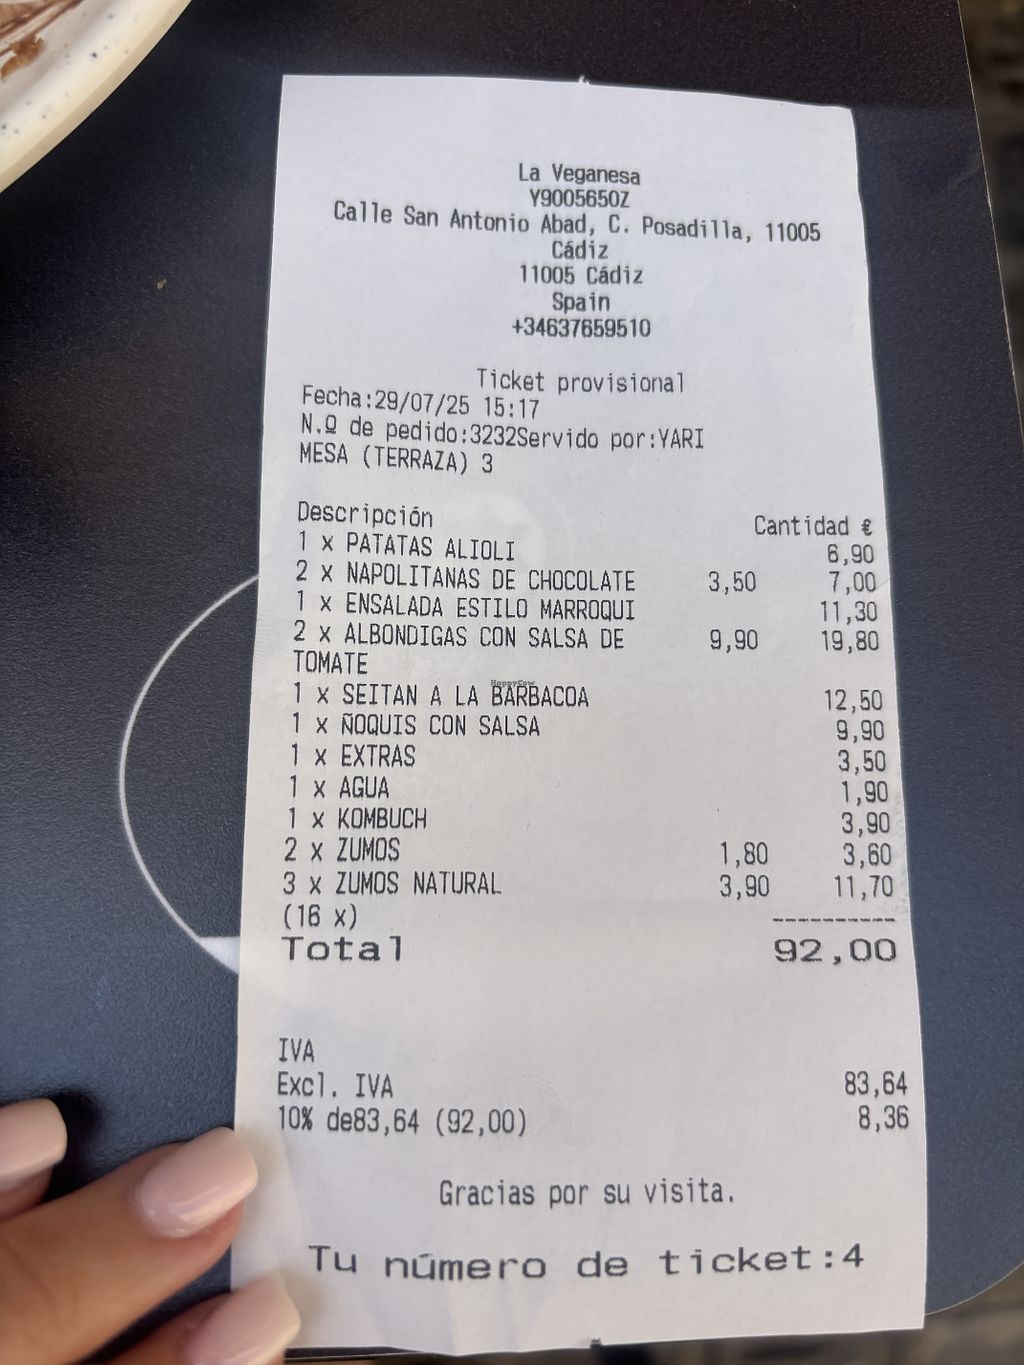 La Veganesa
Y9005650Z
Calle San Antonio Abad, C. Posadilla, 11005
Cádiz
11005 Cádiz
Spain
+34637659510
Ticket provisional
Fecha:29/07/25 15:17
N.º de pedido:3232Servido por:YARI
MESA (TERRAZA) 3
Descripción Cantidad €
1 x PATATAS ALIOLI 6,90
2 x NAPOLITANAS DE CHOCOLATE 3,50 7,00
1 x ENSALADA ESTILO MARROQUI 11,30
2 x ALBONDIGAS CON SALSA DE 9,90 19,80
TOMATE
1 x SEITAN A LA BARBACOA 12,50
1 x ÑOQUIS CON SALSA 9,90
1 x EXTRAS 3,50
1 x AGUA 1,90
1 x KOMBUCH 3,90
2 x ZUMOS 1,80 3,60
3 x ZUMOS NATURAL 3,90 11,70
(16 x) ----------
Total 92,00
IVA
Excl. IVA 83,64
10% de83,64 (92,00) 8,36
Gracias por su visita.
Tu número de ticket:4
HappyCow